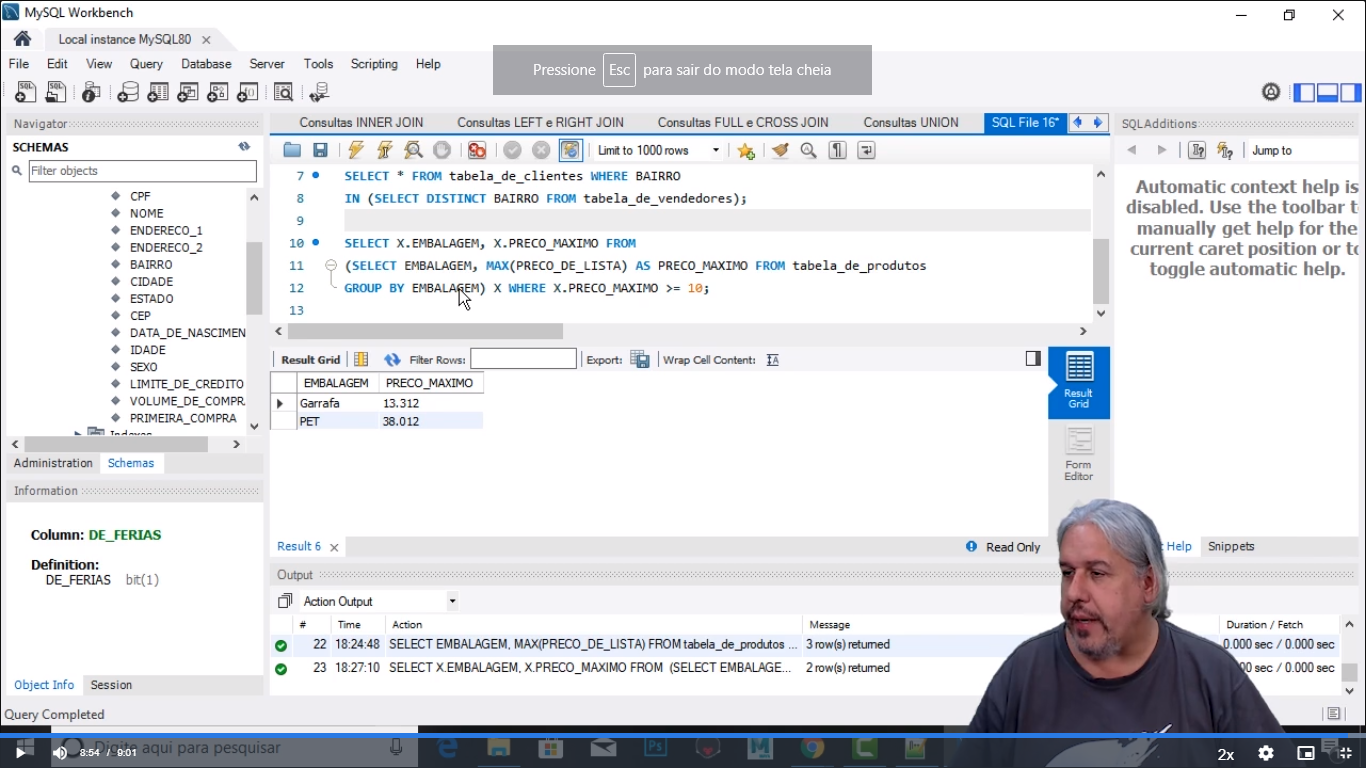 MySQL Workbench
Local instance MySQL80
File Edit View Query Database Server Tools Scripting Help
Pressione Esc para sair do modo tela cheia
Navigator
SCHEMAS
Filter objects
CPF
NOME
ENDERECO_1
ENDERECO_2
BAIRRO
CIDADE
ESTADO
CEP
DATA_DE_NASCIMEN
IDADE
SEXO
LIMITE_DE_CREDITO
VOLUME_DE_COMPR
PRIMEIRA_COMPRA
Indexes
Administration Schemas
Information
Column: DE_FERIAS
Definition:
DE_FERIAS bit(1)
Object Info Session
Query Completed
Consultas INNER JOIN Consultas LEFT e RIGHT JOIN Consultas FULL e CROSS JOIN Consultas UNION SQL File 16*
Limit to 1000 rows
7 SELECT * FROM tabela_de_clientes WHERE BAIRRO
8 IN (SELECT DISTINCT BAIRRO FROM tabela_de_vendedores);
9
10 SELECT X.EMBALAGEM, X.PRECO_MAXIMO FROM
11 (SELECT EMBALAGEM, MAX(PRECO_DE_LISTA) AS PRECO_MAXIMO FROM tabela_de_produtos
12 GROUP BY EMBALAGEM) X WHERE X.PRECO_MAXIMO >= 10;
13
Result Grid Filter Rows: Export: Wrap Cell Content:
EMBALAGEM PRECO_MAXIMO
Garrafa 13.312
PET 38.012
Result Grid
Form Editor
Result 6 Read Only
Output
Action Output
# Time Action Message Duration / Fetch
22 18:24:48 SELECT EMBALAGEM, MAX(PRECO_DE_LISTA) FROM tabela_de_produtos ... 3 row(s) returned 0.000 sec / 0.000 sec
23 18:27:10 SELECT X.EMBALAGEM, X.PRECO_MAXIMO FROM (SELECT EMBALAGE... 2 row(s) returned 00 sec / 0.000 sec
SQLAdditions
Jump to
Automatic context help is
disabled. Use the toolbar t
manually get help for the
current caret position or to
toggle automatic help.
Help Snippets
Digite aqui para pesquisar
8:54 / 9:01
2x